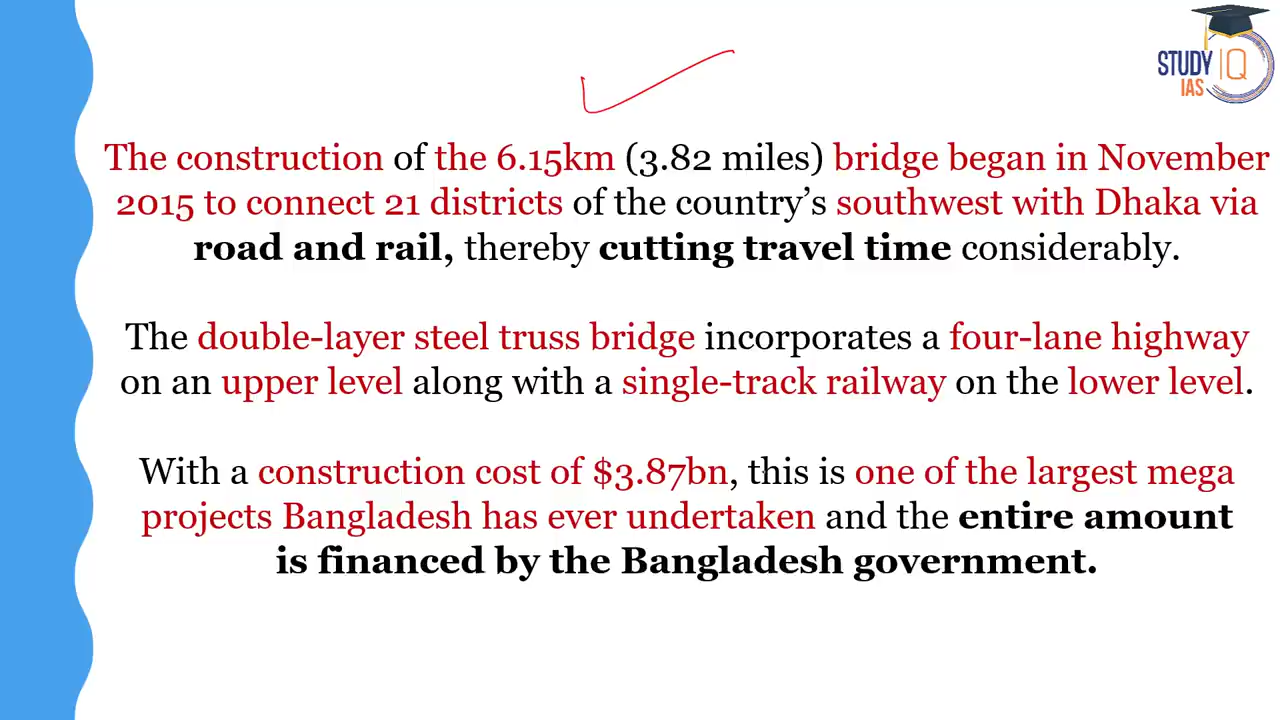 STUDY IQ
IAS
The construction of the 6.15km (3.82 miles) bridge began in November
2015 to connect 21 districts of the country’s southwest with Dhaka via
road and rail, thereby cutting travel time considerably.
The double-layer steel truss bridge incorporates a four-lane highway
on an upper level along with a single-track railway on the lower level.
With a construction cost of $3.87bn, this is one of the largest mega
projects Bangladesh has ever undertaken and the entire amount
is financed by the Bangladesh government.